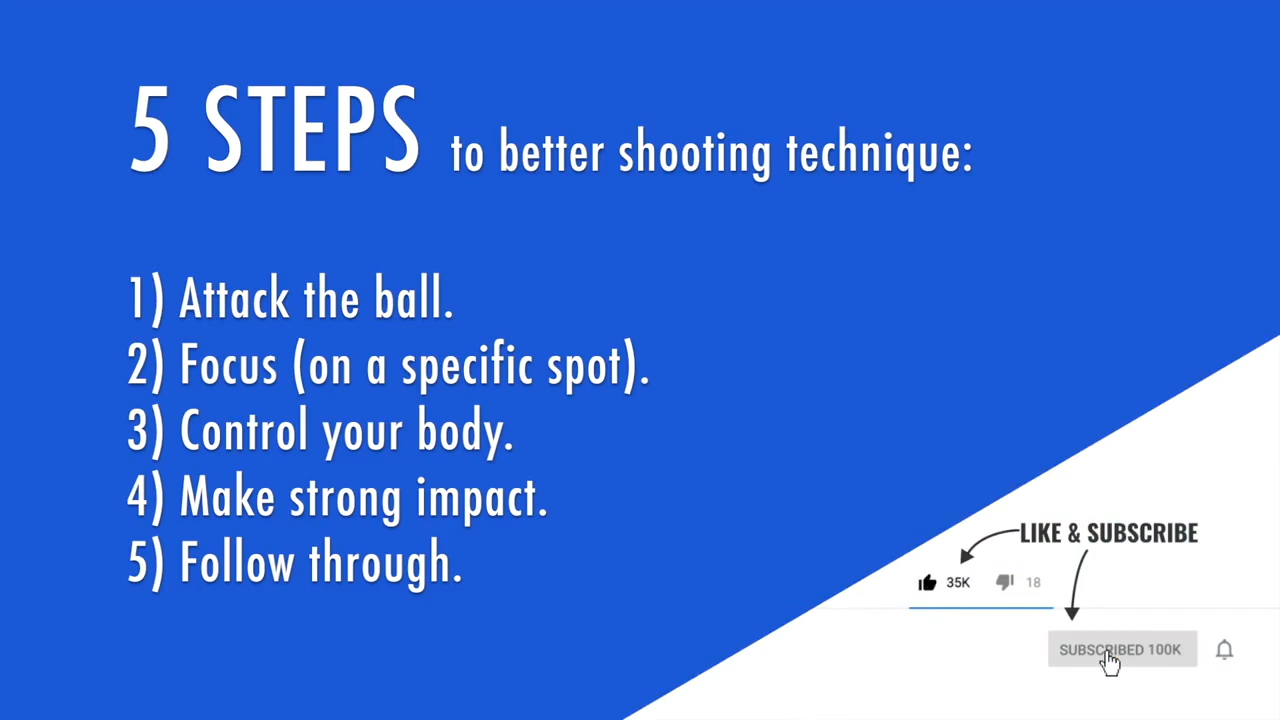 5 STEPS to better shooting technique:
1) Attack the ball.
2) Focus (on a specific spot).
3) Control your body.
4) Make strong impact.
5) Follow through.
LIKE & SUBSCRIBE
35K 18
SUBSCRIBED 100K